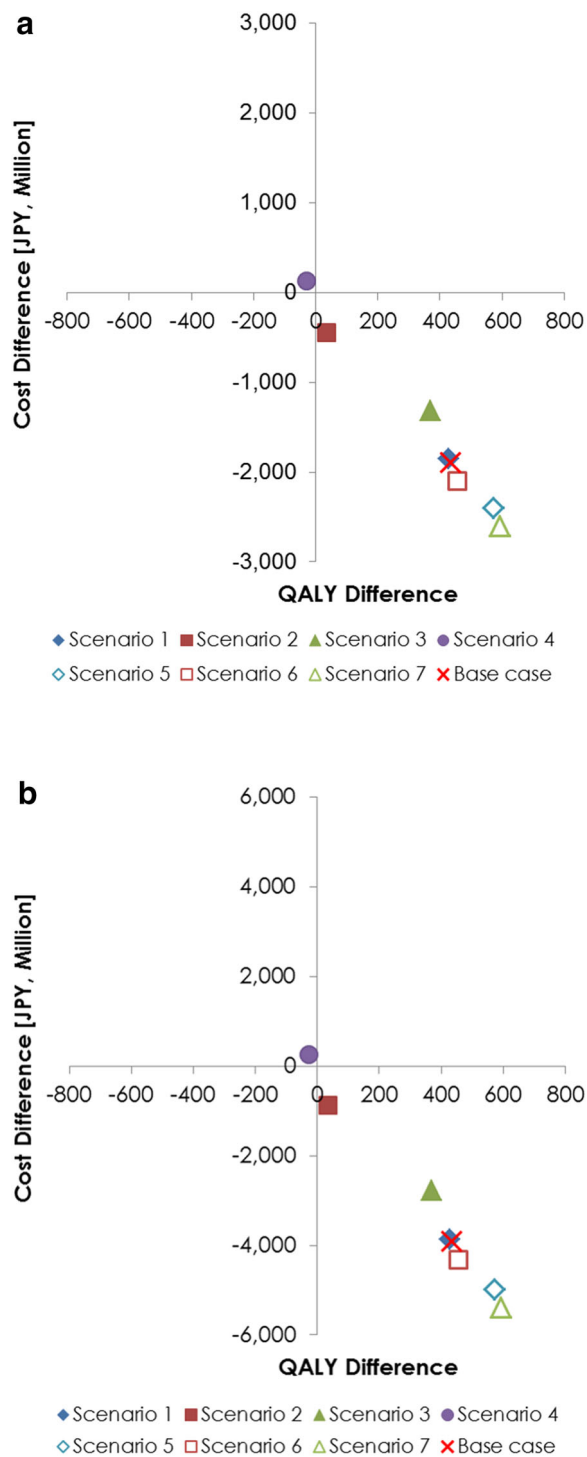 a
3,000
2,000
1,000
0
-800 -600 -400 -200 0 200 400 600 800
-1,000
-2,000
-3,000
Cost Difference [JPY, Million]
QALY Difference
Scenario 1 Scenario 2 Scenario 3 Scenario 4
Scenario 5 Scenario 6 Scenario 7 Base case
b
6,000
4,000
2,000
0
-800 -600 -400 -200 0 200 400 600 800
-2,000
-4,000
-6,000
Cost Difference [JPY, Million]
QALY Difference
Scenario 1 Scenario 2 Scenario 3 Scenario 4
Scenario 5 Scenario 6 Scenario 7 Base case